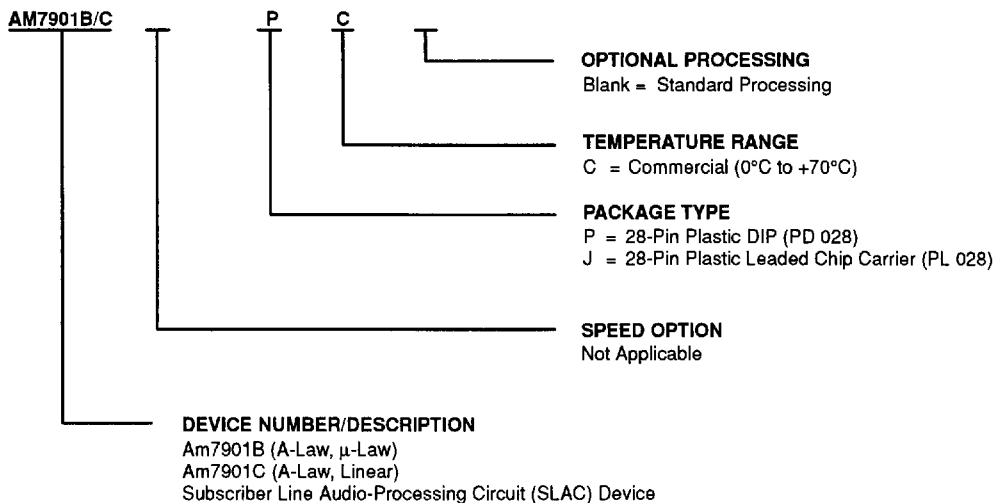 AM7901B/C P C
OPTIONAL PROCESSING
Blank = Standard Processing
TEMPERATURE RANGE
C = Commercial (0°C to +70°C)
PACKAGE TYPE
P = 28-Pin Plastic DIP (PD 028)
J = 28-Pin Plastic Leaded Chip Carrier (PL 028)
SPEED OPTION
Not Applicable
DEVICE NUMBER/DESCRIPTION
Am7901B (A-Law, μ-Law)
Am7901C (A-Law, Linear)
Subscriber Line Audio-Processing Circuit (SLAC) Device